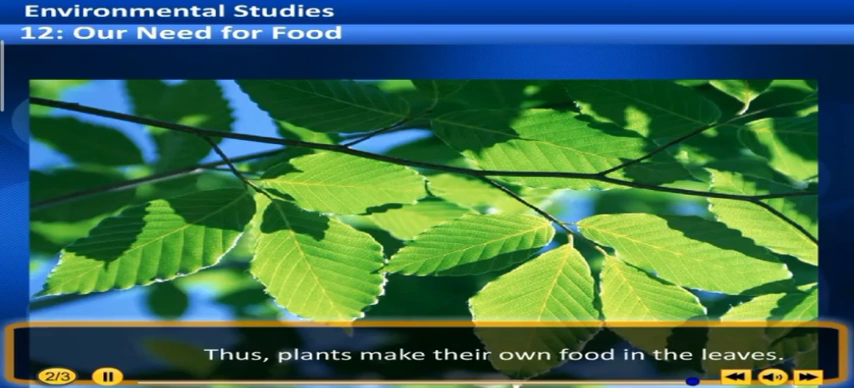 Environmental Studies
12: Our Need for Food
Thus, plants make their own food in the leaves.
2/3